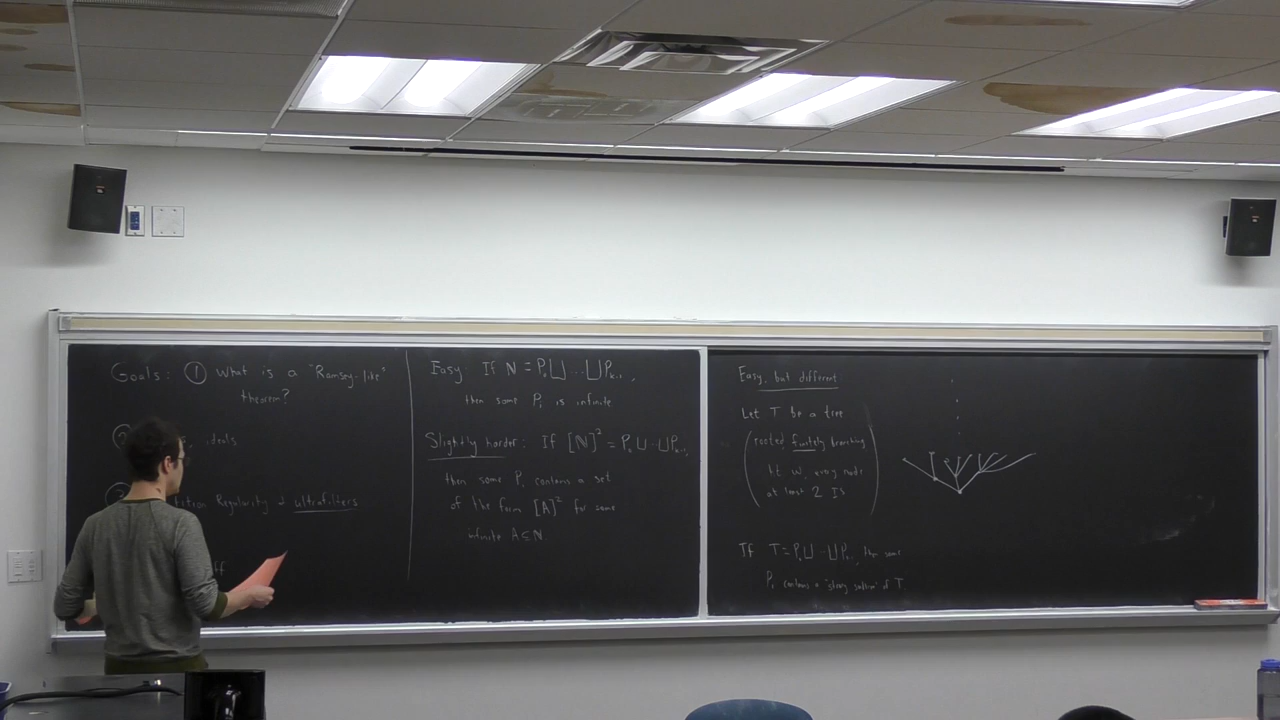 Goals: ① What is a "Ramsey-like"
theorem?
ideals
Regularity & ultrafilters
Easy: If ℕ = P₀ ⊔ ... ⊔ Pₖ₋₁,
then some Pᵢ is infinite
Slightly harder: If [ℕ]² = P₀ ⊔ ... ⊔ Pₖ₋₁,
then some Pᵢ contains a set
of the form [A]² for some
infinite A ⊆ ℕ.
Easy, but different
Let T be a tree
(rooted, finitely branching
ht ω, every node
at least 2 IS)
If T = P₀ ⊔ ... ⊔ Pₖ₋₁, then some
Pᵢ contains a "strong subtree" of T